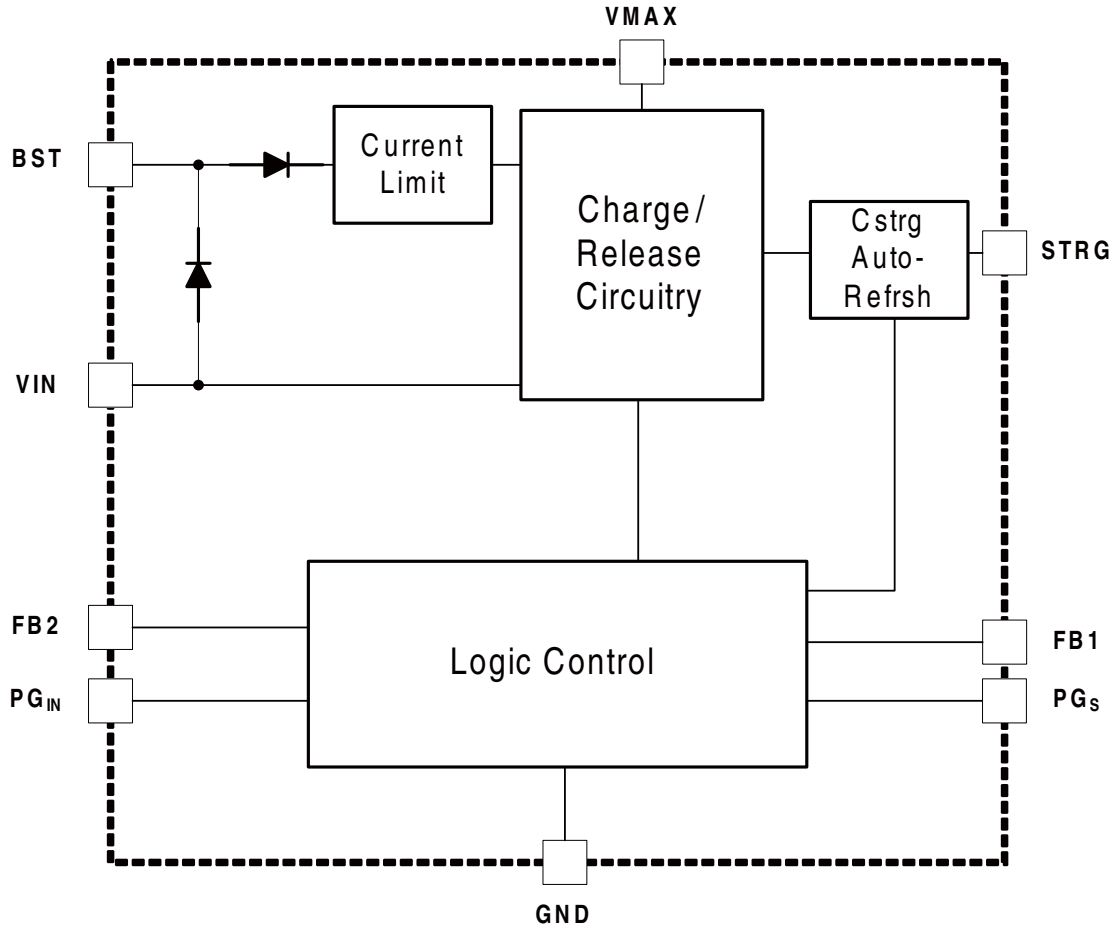 VMAX
BST
Current
Limit
Charge/
Release
Circuitry
Cstrg
Auto-
Refrsh
STRG
VIN
FB2
Logic Control
FB1
PGIN
PGS
GND